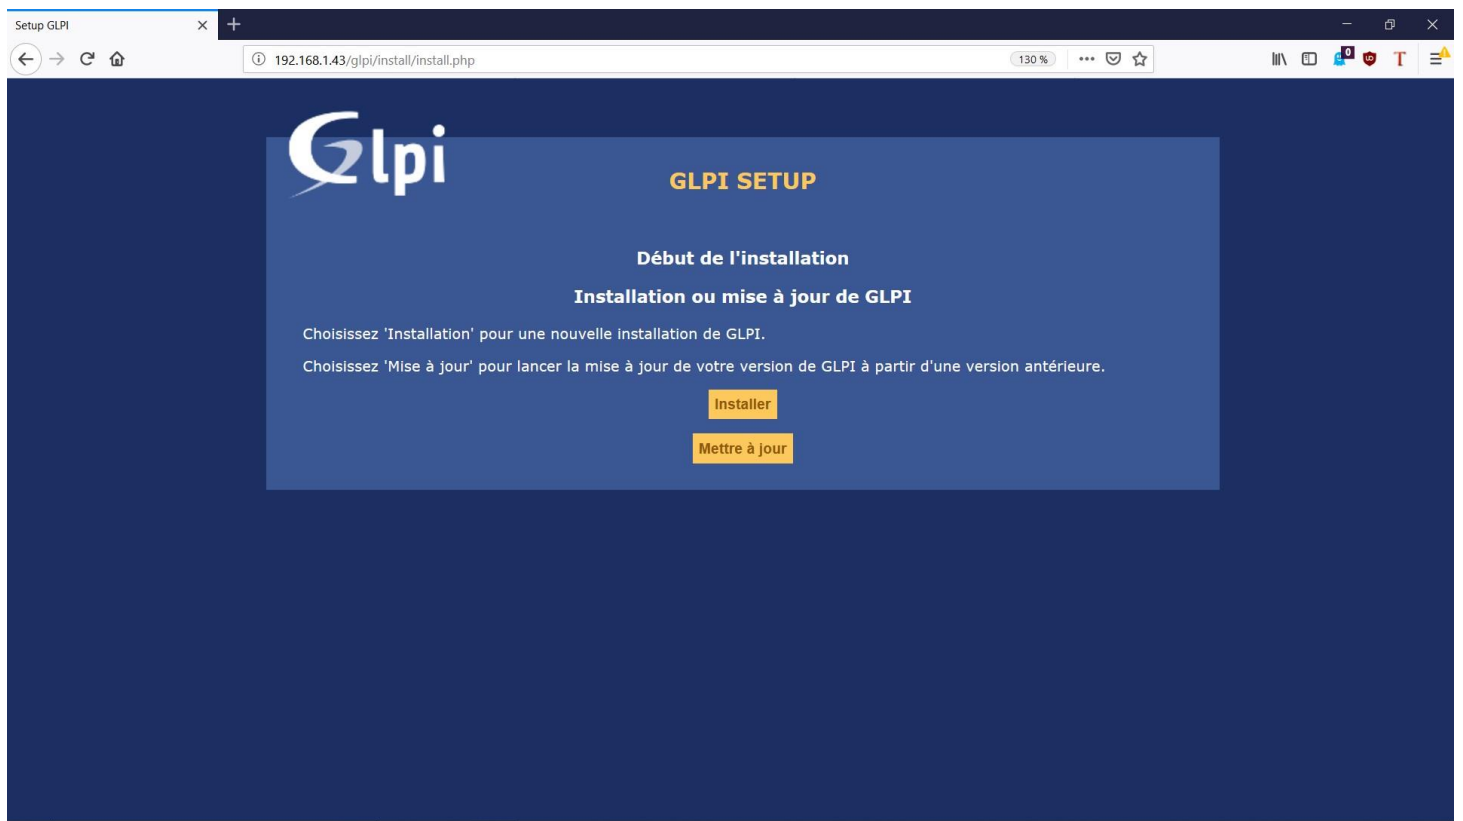 Setup GLPI
192.168.1.43/glpi/install/install.php
130 %
0
T
Glpi
GLPI SETUP
Début de l'installation
Installation ou mise à jour de GLPI
Choisissez 'Installation' pour une nouvelle installation de GLPI.
Choisissez 'Mise à jour' pour lancer la mise à jour de votre version de GLPI à partir d'une version antérieure.
Installer
Mettre à jour